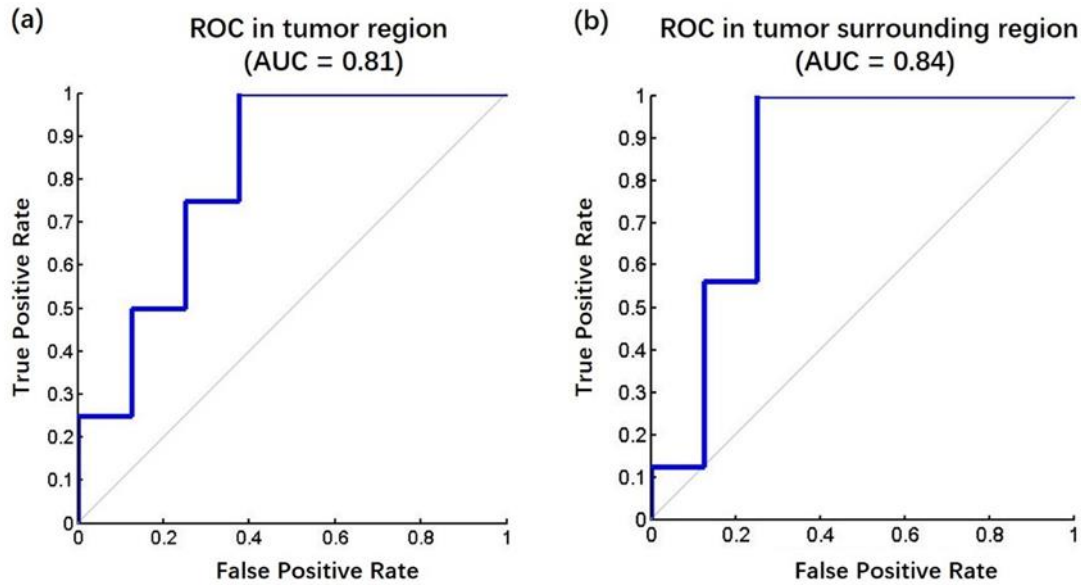 (a)
ROC in tumor region
(AUC = 0.81)
1
0.9
0.8
0.7
0.6
0.5
0.4
0.3
0.2
0.1
0
True Positive Rate
0 0.2 0.4 0.6 0.8 1
False Positive Rate
(b)
ROC in tumor surrounding region
(AUC = 0.84)
1
0.9
0.8
0.7
0.6
0.5
0.4
0.3
0.2
0.1
0
True Positive Rate
0 0.2 0.4 0.6 0.8 1
False Positive Rate